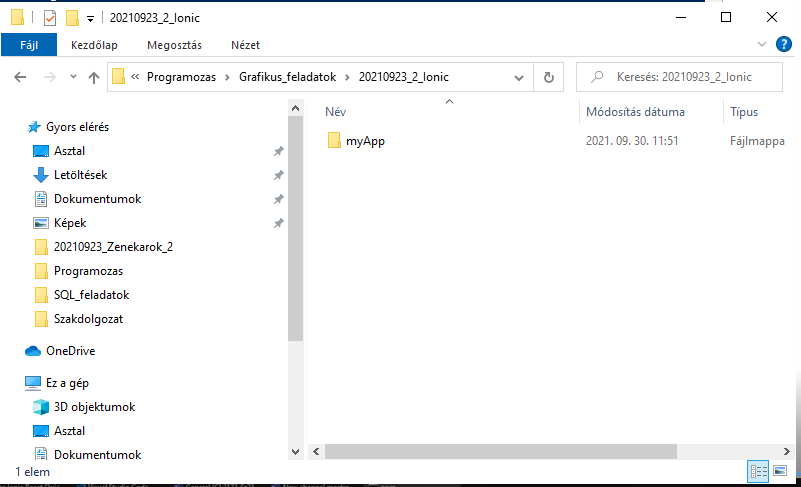 20210923_2_Ionic
Fájl Kezdőlap Megosztás Nézet
« Programozas › Grafikus_feladatok › 20210923_2_Ionic
Keresés: 20210923_2_Ionic
Gyors elérés
Asztal
Letöltések
Dokumentumok
Képek
20210923_Zenekarok_2
Programozas
SQL_feladatok
Szakdolgozat
OneDrive
Ez a gép
3D objektumok
Asztal
Dokumentumok
Név Módosítás dátuma Típus
myApp 2021. 09. 30. 11:51 Fájlmappa
1 elem